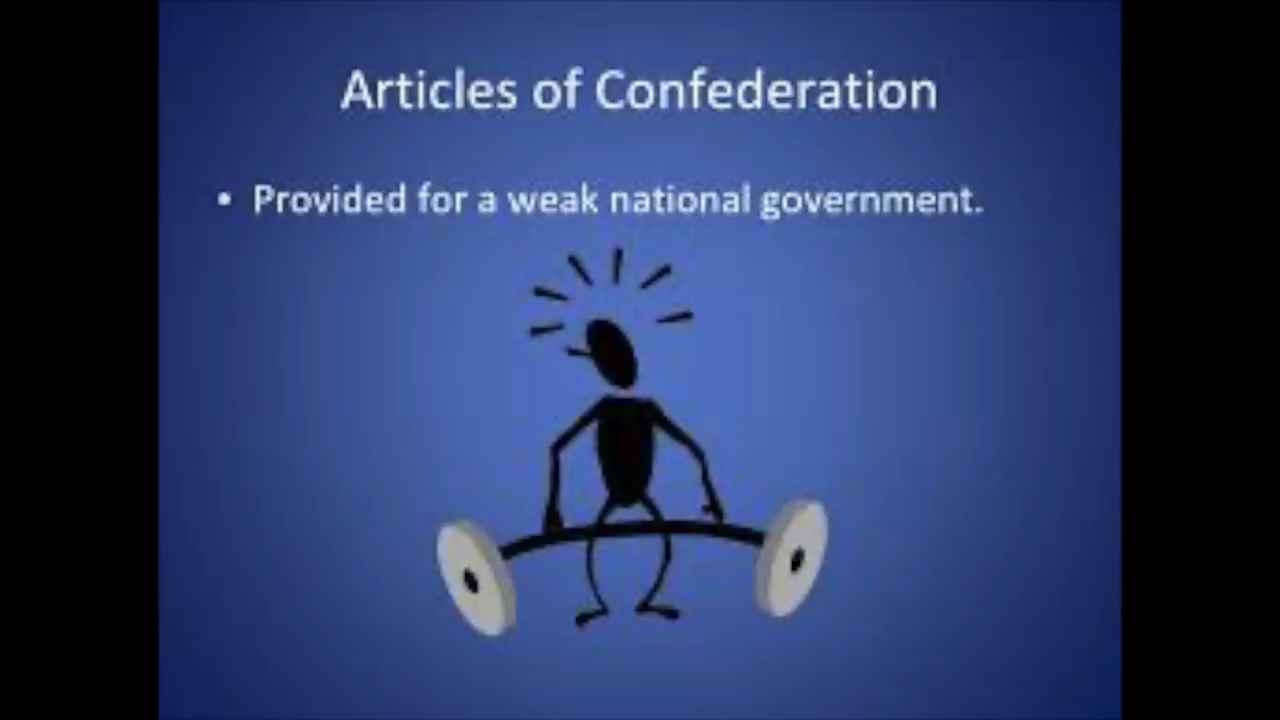 Articles of Confederation
• Provided for a weak national government.